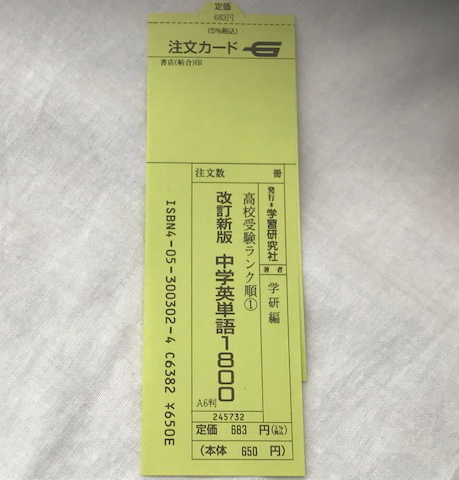 定価
683円
(5%税込)
注文カード
書店(帖合)印
注文数 冊
発行● 学習研究社
著者 学研編
高校受験ランク順①
改訂新版 中学英単語1800
A6判
245732
定価 683 円
(本体 650 円)
ISBN4-05-300302-4 C6382 ¥650E